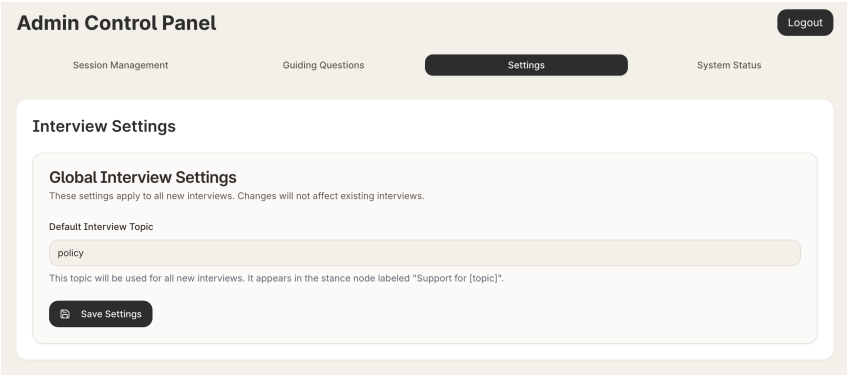 Admin Control Panel
Logout
Session Management
Guiding Questions
Settings
System Status
Interview Settings
Global Interview Settings
These settings apply to all new interviews. Changes will not affect existing interviews.
Default Interview Topic
policy
This topic will be used for all new interviews. It appears in the stance node labeled "Support for [topic]".
Save Settings